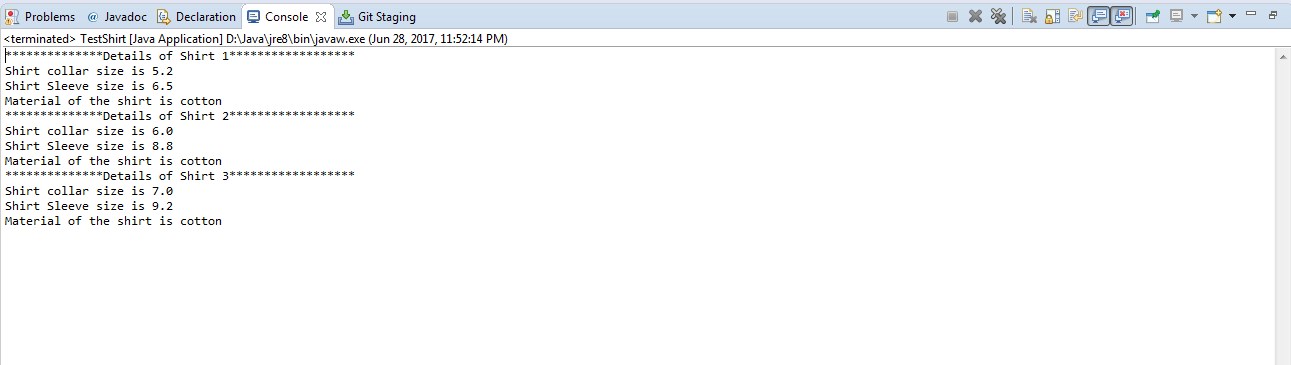 Problems @ Javadoc Declaration Console Git Staging
<terminated> TestShirt [Java Application] D:\Java\jre8\bin\javaw.exe (Jun 28, 2017, 11:52:14 PM)
**************Details of Shirt 1******************
Shirt collar size is 5.2
Shirt Sleeve size is 6.5
Material of the shirt is cotton
**************Details of Shirt 2******************
Shirt collar size is 6.0
Shirt Sleeve size is 8.8
Material of the shirt is cotton
**************Details of Shirt 3******************
Shirt collar size is 7.0
Shirt Sleeve size is 9.2
Material of the shirt is cotton